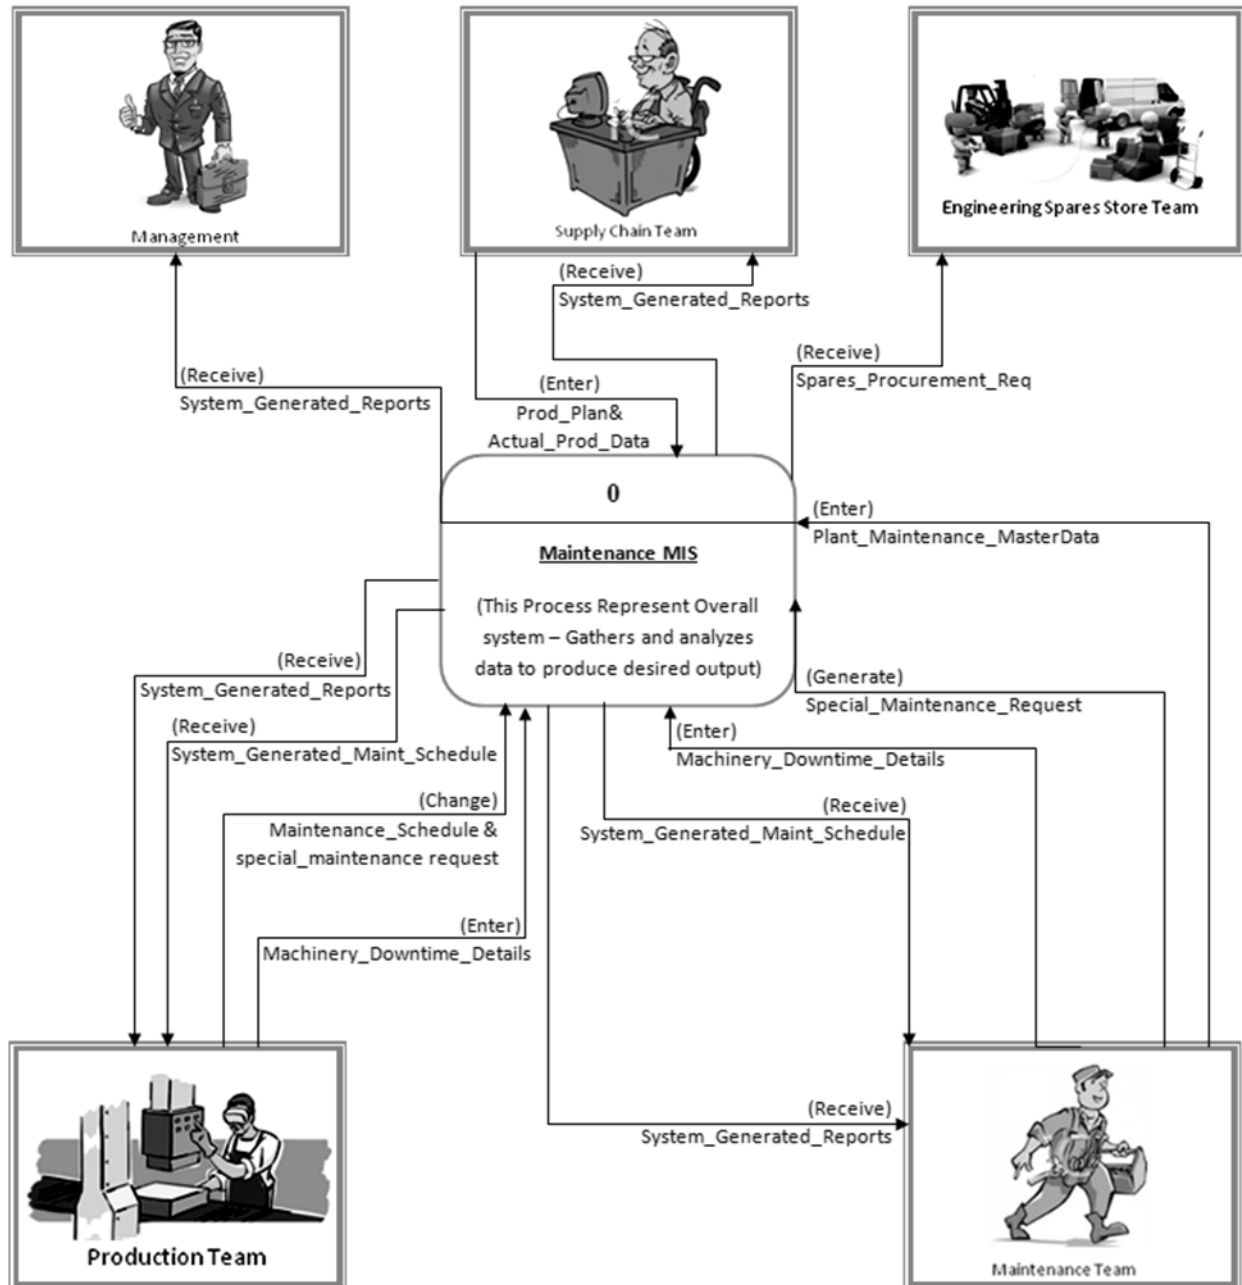 Management
Supply Chain Team
Engineering Spares Store Team
(Receive)
System_Generated_Reports
(Receive)
System_Generated_Reports
(Enter)
Prod_Plan&
Actual_Prod_Data
(Receive)
Spares_Procurement_Req
0
(Enter)
Plant_Maintenance_MasterData
Maintenance MIS
(This Process Represent Overall
system – Gathers and analyzes
data to produce desired output)
(Receive)
System_Generated_Reports
(Generate)
Special_Maintenance_Request
(Receive)
System_Generated_Maint_Schedule
(Enter)
Machinery_Downtime_Details
(Change)
Maintenance_Schedule &
special_maintenance request
(Receive)
System_Generated_Maint_Schedule
(Enter)
Machinery_Downtime_Details
(Receive)
System_Generated_Reports
Production Team
Maintenance Team